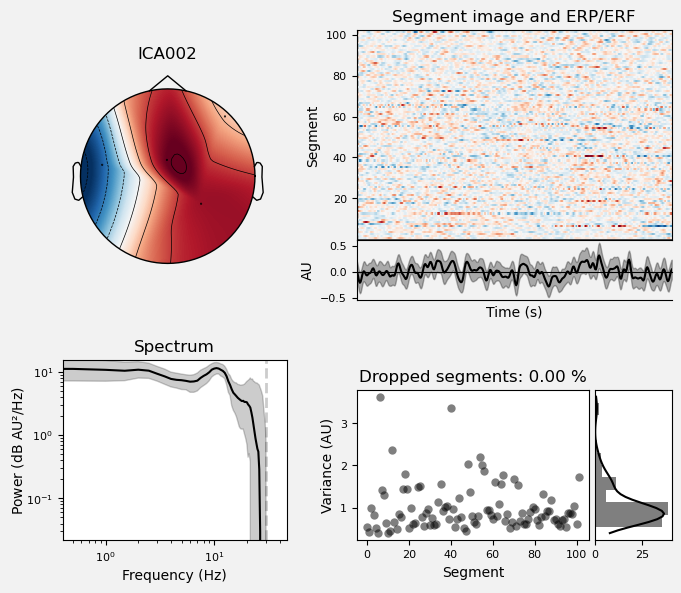 ICA002
Segment image and ERP/ERF
100
80
60
40
20
Segment
0.5
0.0
−0.5
AU
Time (s)
Spectrum
10¹
10⁰
10⁻¹
Power (dB AU²/Hz)
10⁰ 10¹
Frequency (Hz)
Dropped segments: 0.00 %
3
2
1
Variance (AU)
0 20 40 60 80 100
Segment
0 25